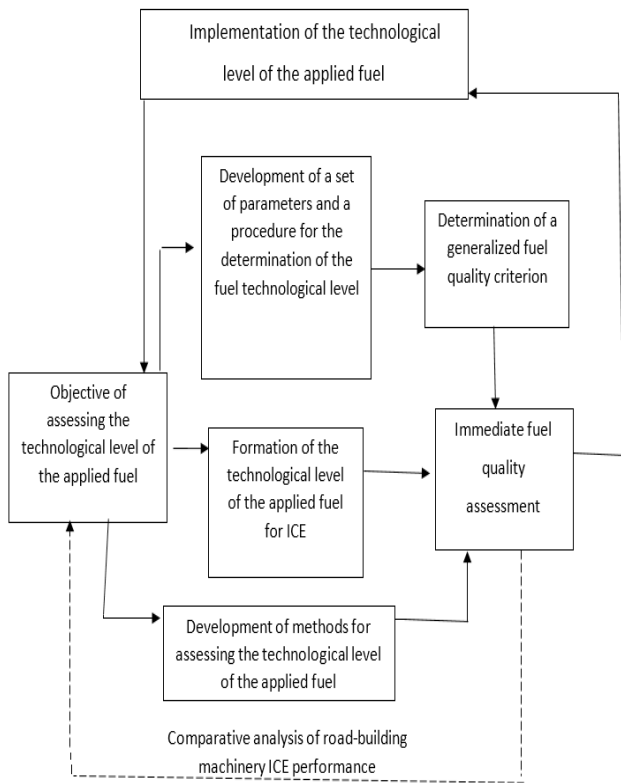 Implementation of the technological
level of the applied fuel
Development of a set
of parameters and a
procedure for the
determination of the
fuel technological level
Determination of a
generalized fuel
quality criterion
Objective of
assessing the
technological level of
the applied fuel
Formation of the
technological level
of the applied fuel
for ICE
Immediate fuel
quality
assessment
Development of methods for
assessing the technological level
of the applied fuel
Comparative analysis of road-building
machinery ICE performance